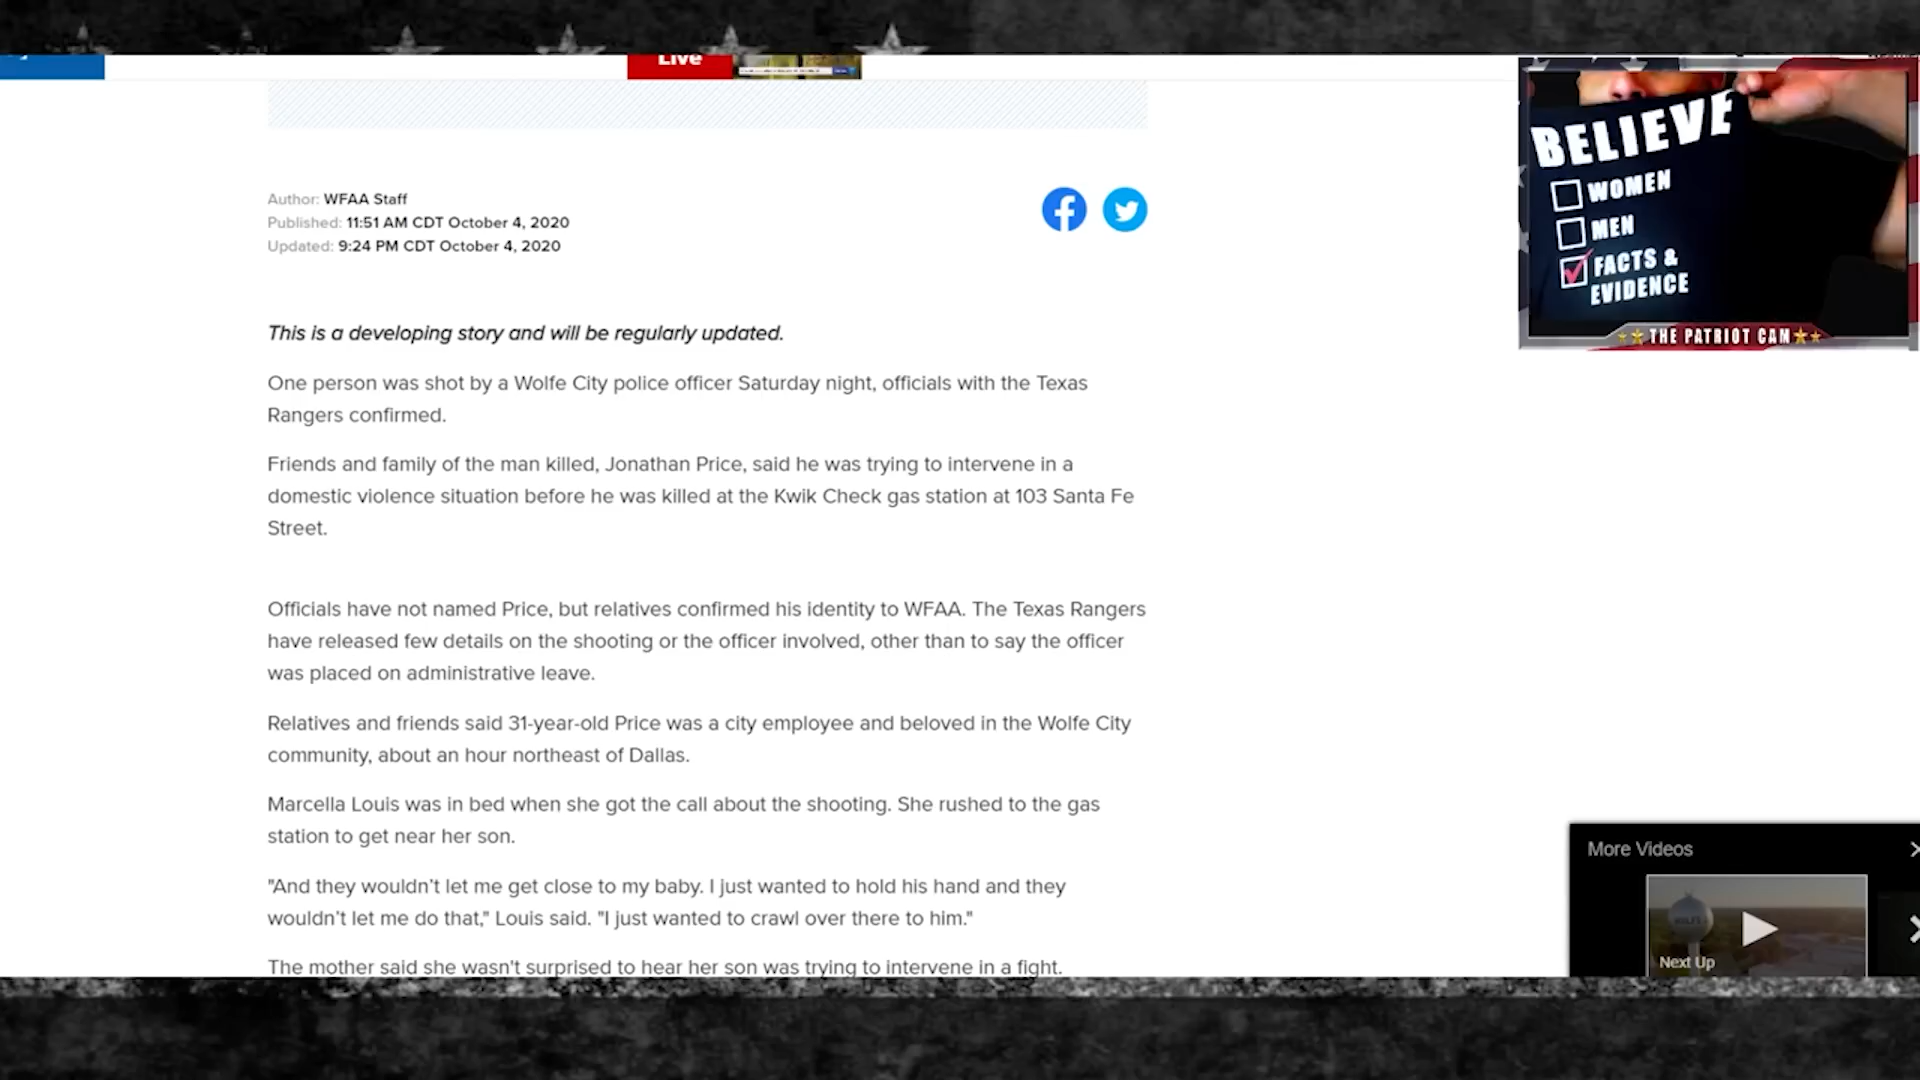 Live
Author: WFAA Staff
Published: 11:51 AM CDT October 4, 2020
Updated: 9:24 PM CDT October 4, 2020
This is a developing story and will be regularly updated.
One person was shot by a Wolfe City police officer Saturday night, officials with the Texas
Rangers confirmed.
Friends and family of the man killed, Jonathan Price, said he was trying to intervene in a
domestic violence situation before he was killed at the Kwik Check gas station at 103 Santa Fe
Street.
Officials have not named Price, but relatives confirmed his identity to WFAA. The Texas Rangers
have released few details on the shooting or the officer involved, other than to say the officer
was placed on administrative leave.
Relatives and friends said 31-year-old Price was a city employee and beloved in the Wolfe City
community, about an hour northeast of Dallas.
Marcella Louis was in bed when she got the call about the shooting. She rushed to the gas
station to get near her son.
"And they wouldn't let me get close to my baby. I just wanted to hold his hand and they
wouldn't let me do that," Louis said. "I just wanted to crawl over there to him."
The mother said she wasn't surprised to hear her son was trying to intervene in a fight.
BELIEVE
WOMEN
MEN
FACTS &
EVIDENCE
THE PATRIOT CAM
More Videos
Next Up